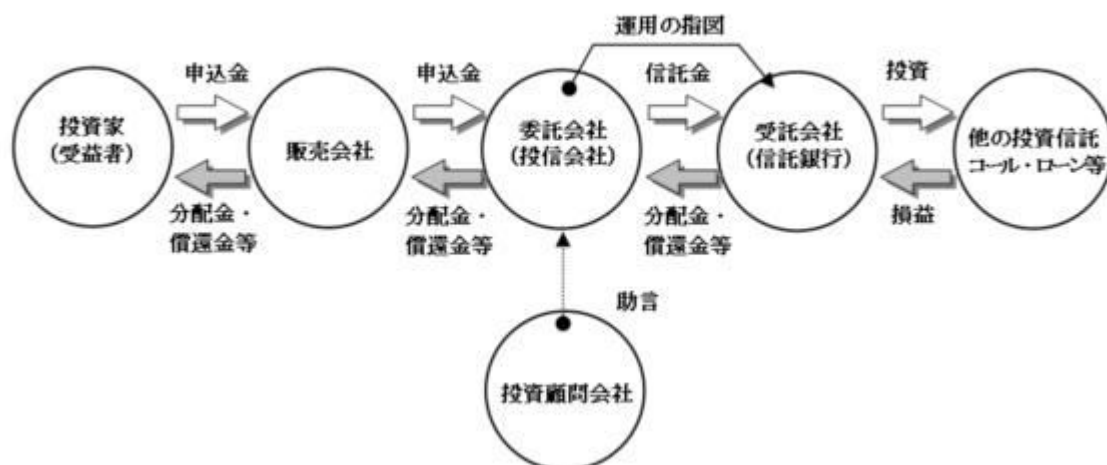 運用の指図
申込金
申込金
信託金
投資
投資家
(受益者)
販売会社
委託会社
(投信会社)
受託会社
(信託銀行)
他の投資信託
コール・ローン等
分配金・
償還金等
分配金・
償還金等
分配金・
償還金等
損益
助言
投資顧問会社